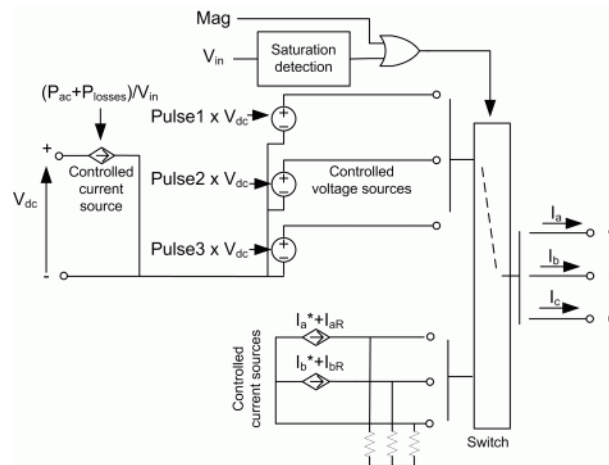 Mag
V_in
Saturation
detection
(P_ac+P_losses)/V_in
+
Controlled
current
source
V_dc
-
Pulse1 x V_dc
+
-
Pulse2 x V_dc
+
-
Controlled
voltage sources
Pulse3 x V_dc
+
-
I_a
I_b
I_c
I_a*+I_aR
I_b*+I_bR
Controlled
current sources
Switch